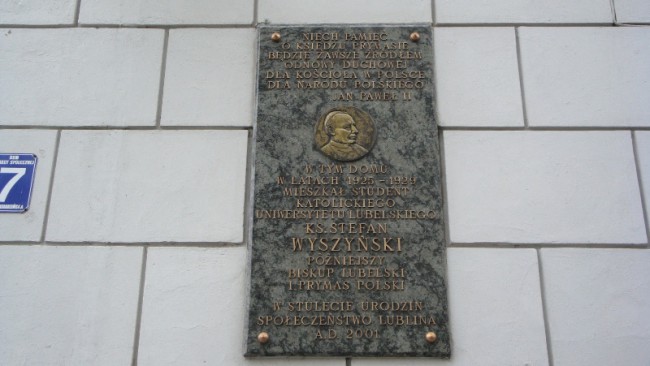 NIECH PAMIĘĆ
O KSIĘDZU PRYMASIE
BĘDZIE ZAWSZE ŹRÓDŁEM
ODNOWY DUCHOWEJ
DLA KOŚCIOŁA W POLSCE
DLA NARODU POLSKIEGO
JAN PAWEŁ II
W TYM DOMU
W LATACH 1925-1929
MIESZKAŁ STUDENT
KATOLICKIEGO
UNIWERSYTETU LUBELSKIEGO
KS. STEFAN
WYSZYŃSKI
PÓŹNIEJSZY
BISKUP LUBELSKI
I PRYMAS POLSKI
W STULECIE URODZIN
SPOŁECZEŃSTWO LUBLINA
A.D. 2001
7